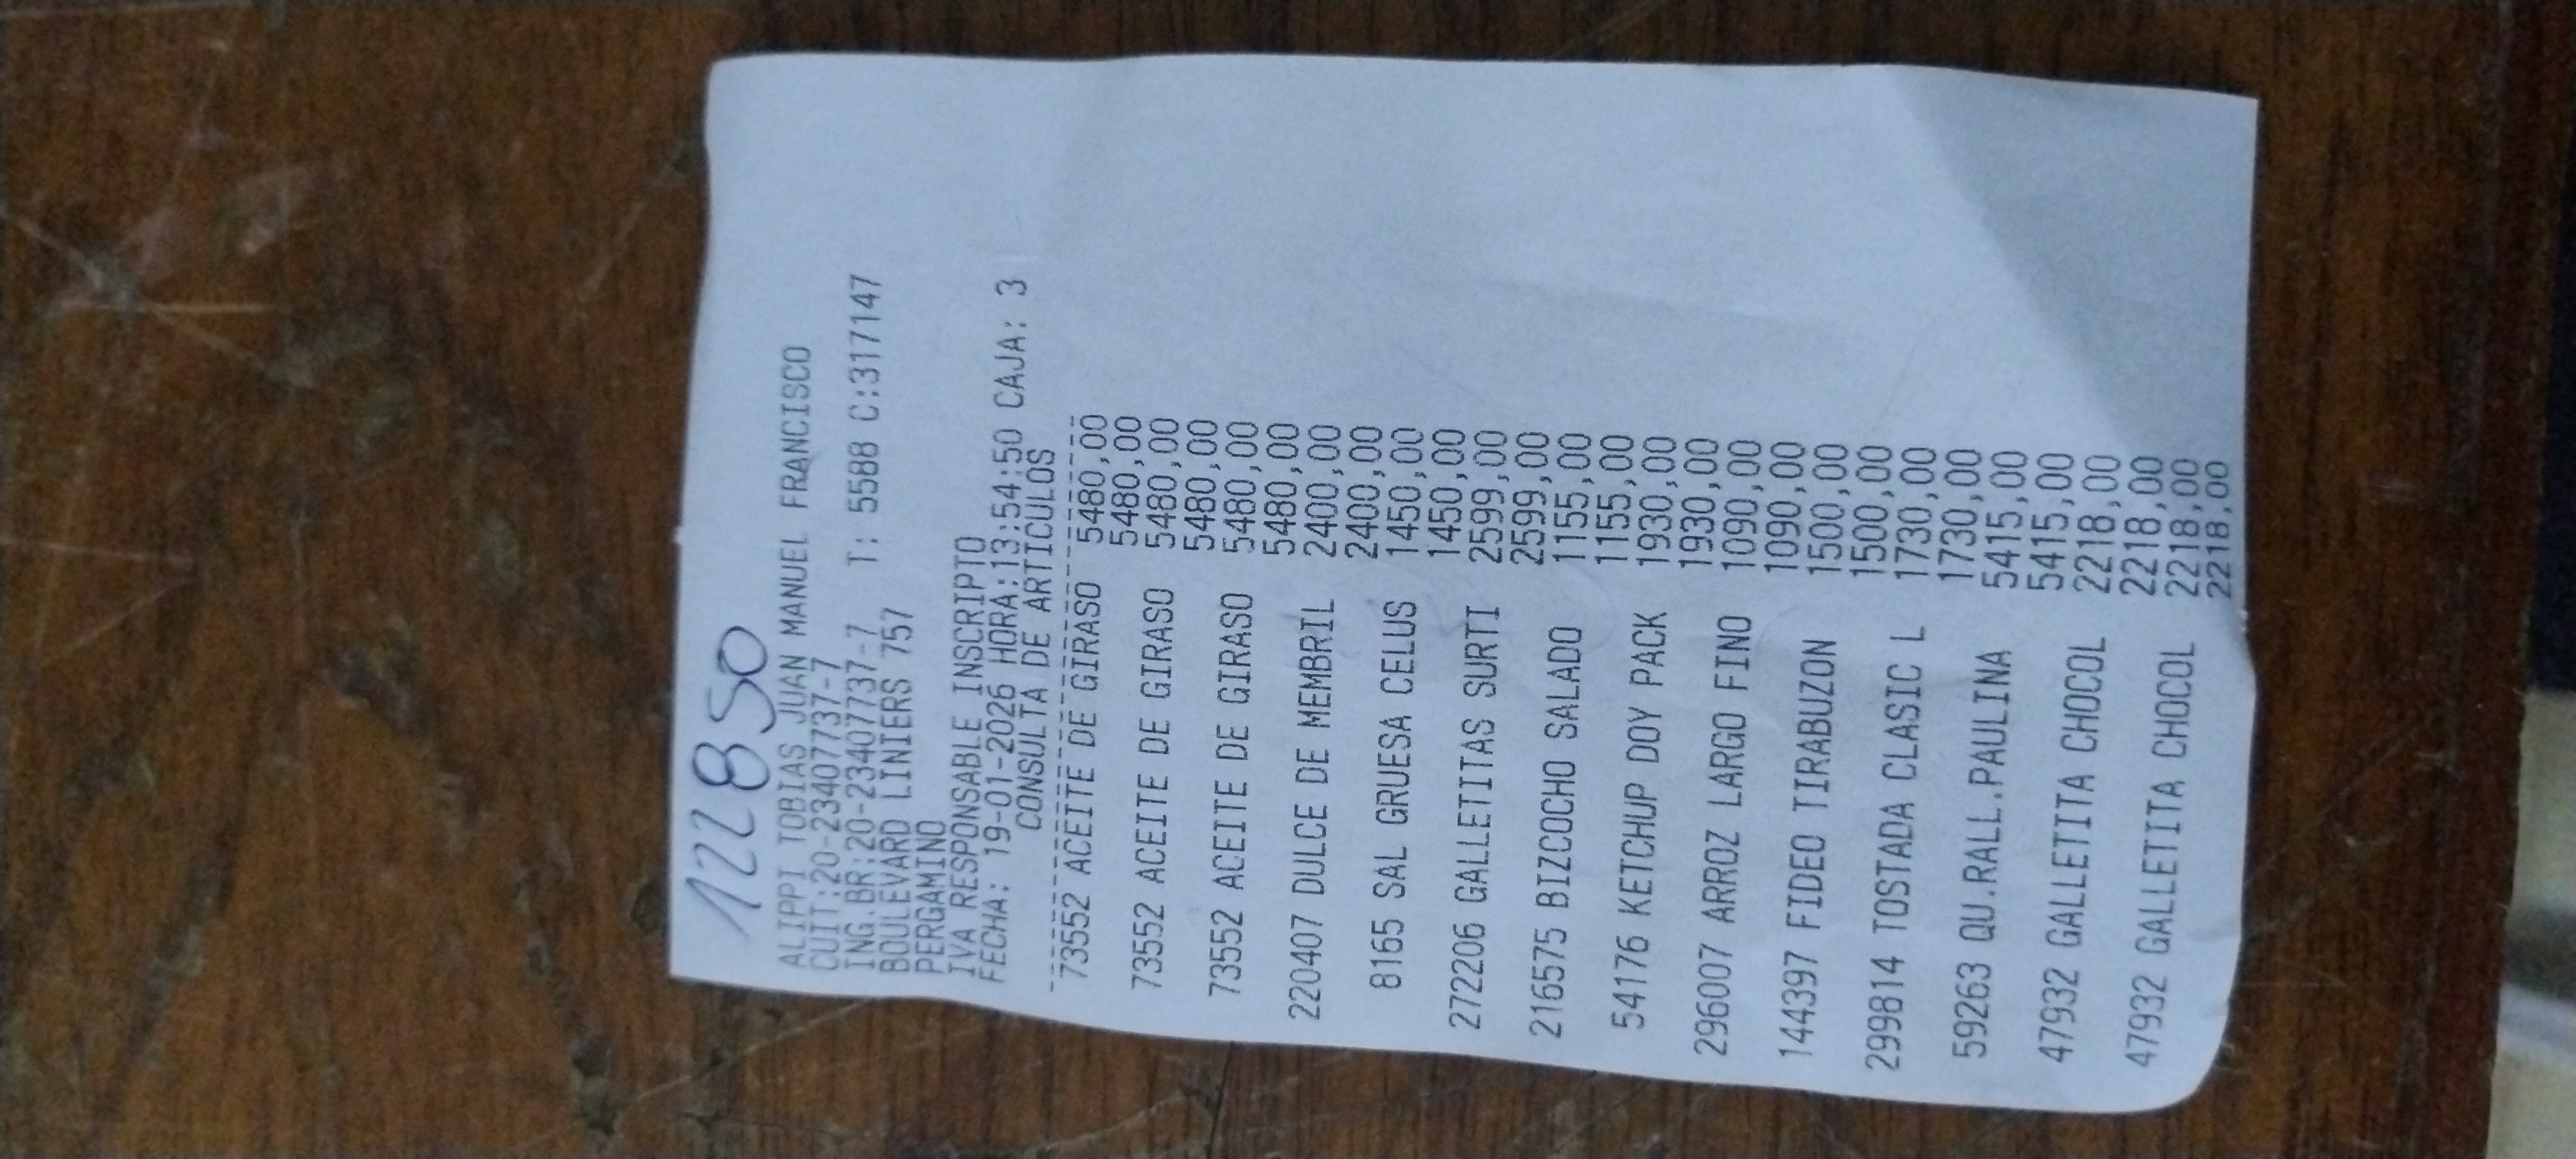 122850
ALIPPI TOBIAS JUAN MANUEL FRANCISCO
CUIT:20-23407737-7
ING.BR:20-23407737-7 T: 5588 C:317147
BOULEVARD LINIERS 757
PERGAMINO
IVA RESPONSABLE INSCRIPTO
FECHA: 19-01-2026 HORA:13:54:50 CAJA: 3
CONSULTA DE ARTICULOS
73552 ACEITE DE GIRASO 5480,00
5480,00
73552 ACEITE DE GIRASO 5480,00
5480,00
73552 ACEITE DE GIRASO 5480,00
5480,00
220407 DULCE DE MEMBRIL 2400,00
2400,00
8165 SAL GRUESA CELUS 1450,00
1450,00
272206 GALLETITAS SURTI 2599,00
2599,00
216575 BIZCOCHO SALADO 1155,00
1155,00
54176 KETCHUP DOY PACK 1930,00
1930,00
296007 ARROZ LARGO FINO 1090,00
1090,00
144397 FIDEO TIRABUZON 1500,00
1500,00
299814 TOSTADA CLASIC L 1730,00
1730,00
59263 QU.RALL.PAULINA 5415,00
5415,00
47932 GALLETITA CHOCOL 2218,00
2218,00
47932 GALLETITA CHOCOL 2218,00
2218,00